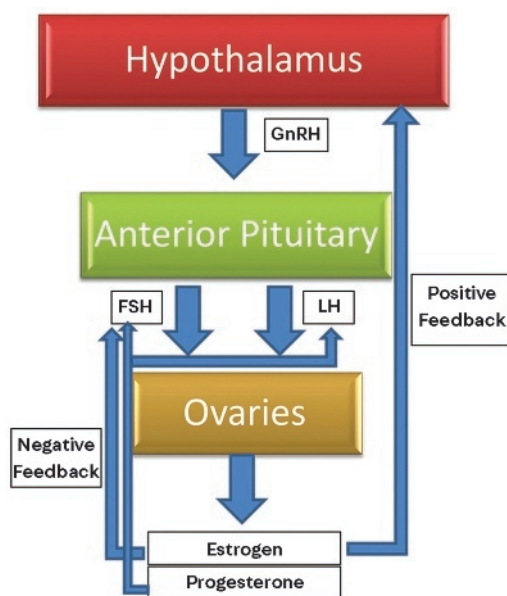 Hypothalamus
GnRH
Anterior Pituitary
FSH
LH
Positive
Feedback
Ovaries
Negative
Feedback
Estrogen
Progesterone